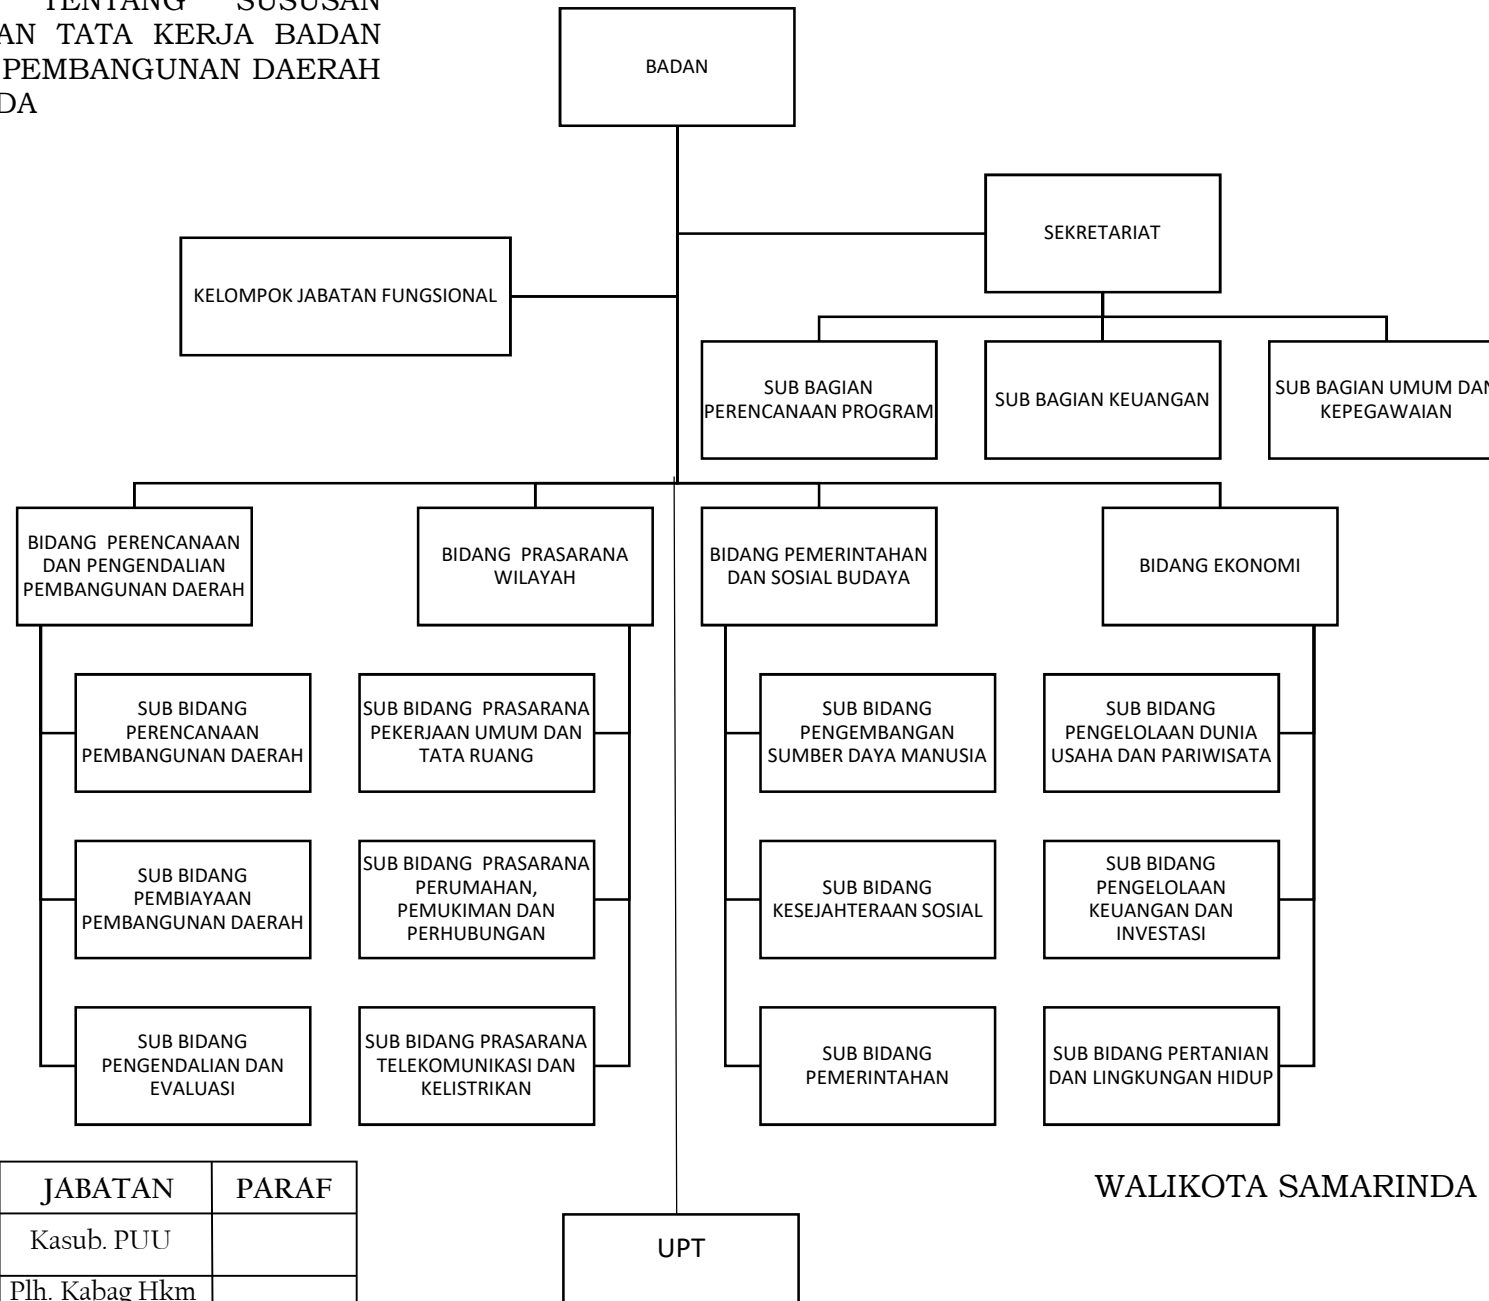 TENTANG SUSUSAN
AN TATA KERJA BADAN
PEMBANGUNAN DAERAH
DA
BADAN
SEKRETARIAT
KELOMPOK JABATAN FUNGSIONAL
SUB BAGIAN
PERENCANAAN PROGRAM
SUB BAGIAN KEUANGAN
SUB BAGIAN UMUM DAN
KEPEGAWAIAN
BIDANG PERENCANAAN
DAN PENGENDALIAN
PEMBANGUNAN DAERAH
BIDANG PRASARANA
WILAYAH
BIDANG PEMERINTAHAN
DAN SOSIAL BUDAYA
BIDANG EKONOMI
SUB BIDANG
PERENCANAAN
PEMBANGUNAN DAERAH
SUB BIDANG PRASARANA
PEKERJAAN UMUM DAN
TATA RUANG
SUB BIDANG
PENGEMBANGAN
SUMBER DAYA MANUSIA
SUB BIDANG
PENGELOLAAN DUNIA
USAHA DAN PARIWISATA
SUB BIDANG
PEMBIAYAAN
PEMBANGUNAN DAERAH
SUB BIDANG PRASARANA
PERUMAHAN,
PEMUKIMAN DAN
PERHUBUNGAN
SUB BIDANG
KESEJAHTERAAN SOSIAL
SUB BIDANG
PENGELOLAAN
KEUANGAN DAN
INVESTASI
SUB BIDANG
PENGENDALIAN DAN
EVALUASI
SUB BIDANG PRASARANA
TELEKOMUNIKASI DAN
KELISTRIKAN
SUB BIDANG
PEMERINTAHAN
SUB BIDANG PERTANIAN
DAN LINGKUNGAN HIDUP
JABATAN PARAF
Kasub. PUU
Plh. Kabag Hkm
UPT
WALIKOTA SAMARINDA